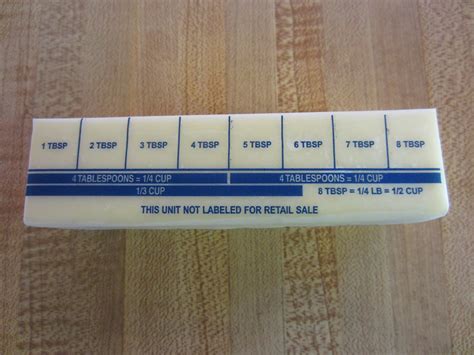 1 TBSP 2 TBSP 3 TBSP 4 TBSP 5 TBSP 6 TBSP 7 TBSP 8 TBSP
4 TABLESPOONS = 1/4 CUP 4 TABLESPOONS = 1/4 CUP
1/3 CUP 8 TBSP = 1/4 LB = 1/2 CUP
THIS UNIT NOT LABELED FOR RETAIL SALE